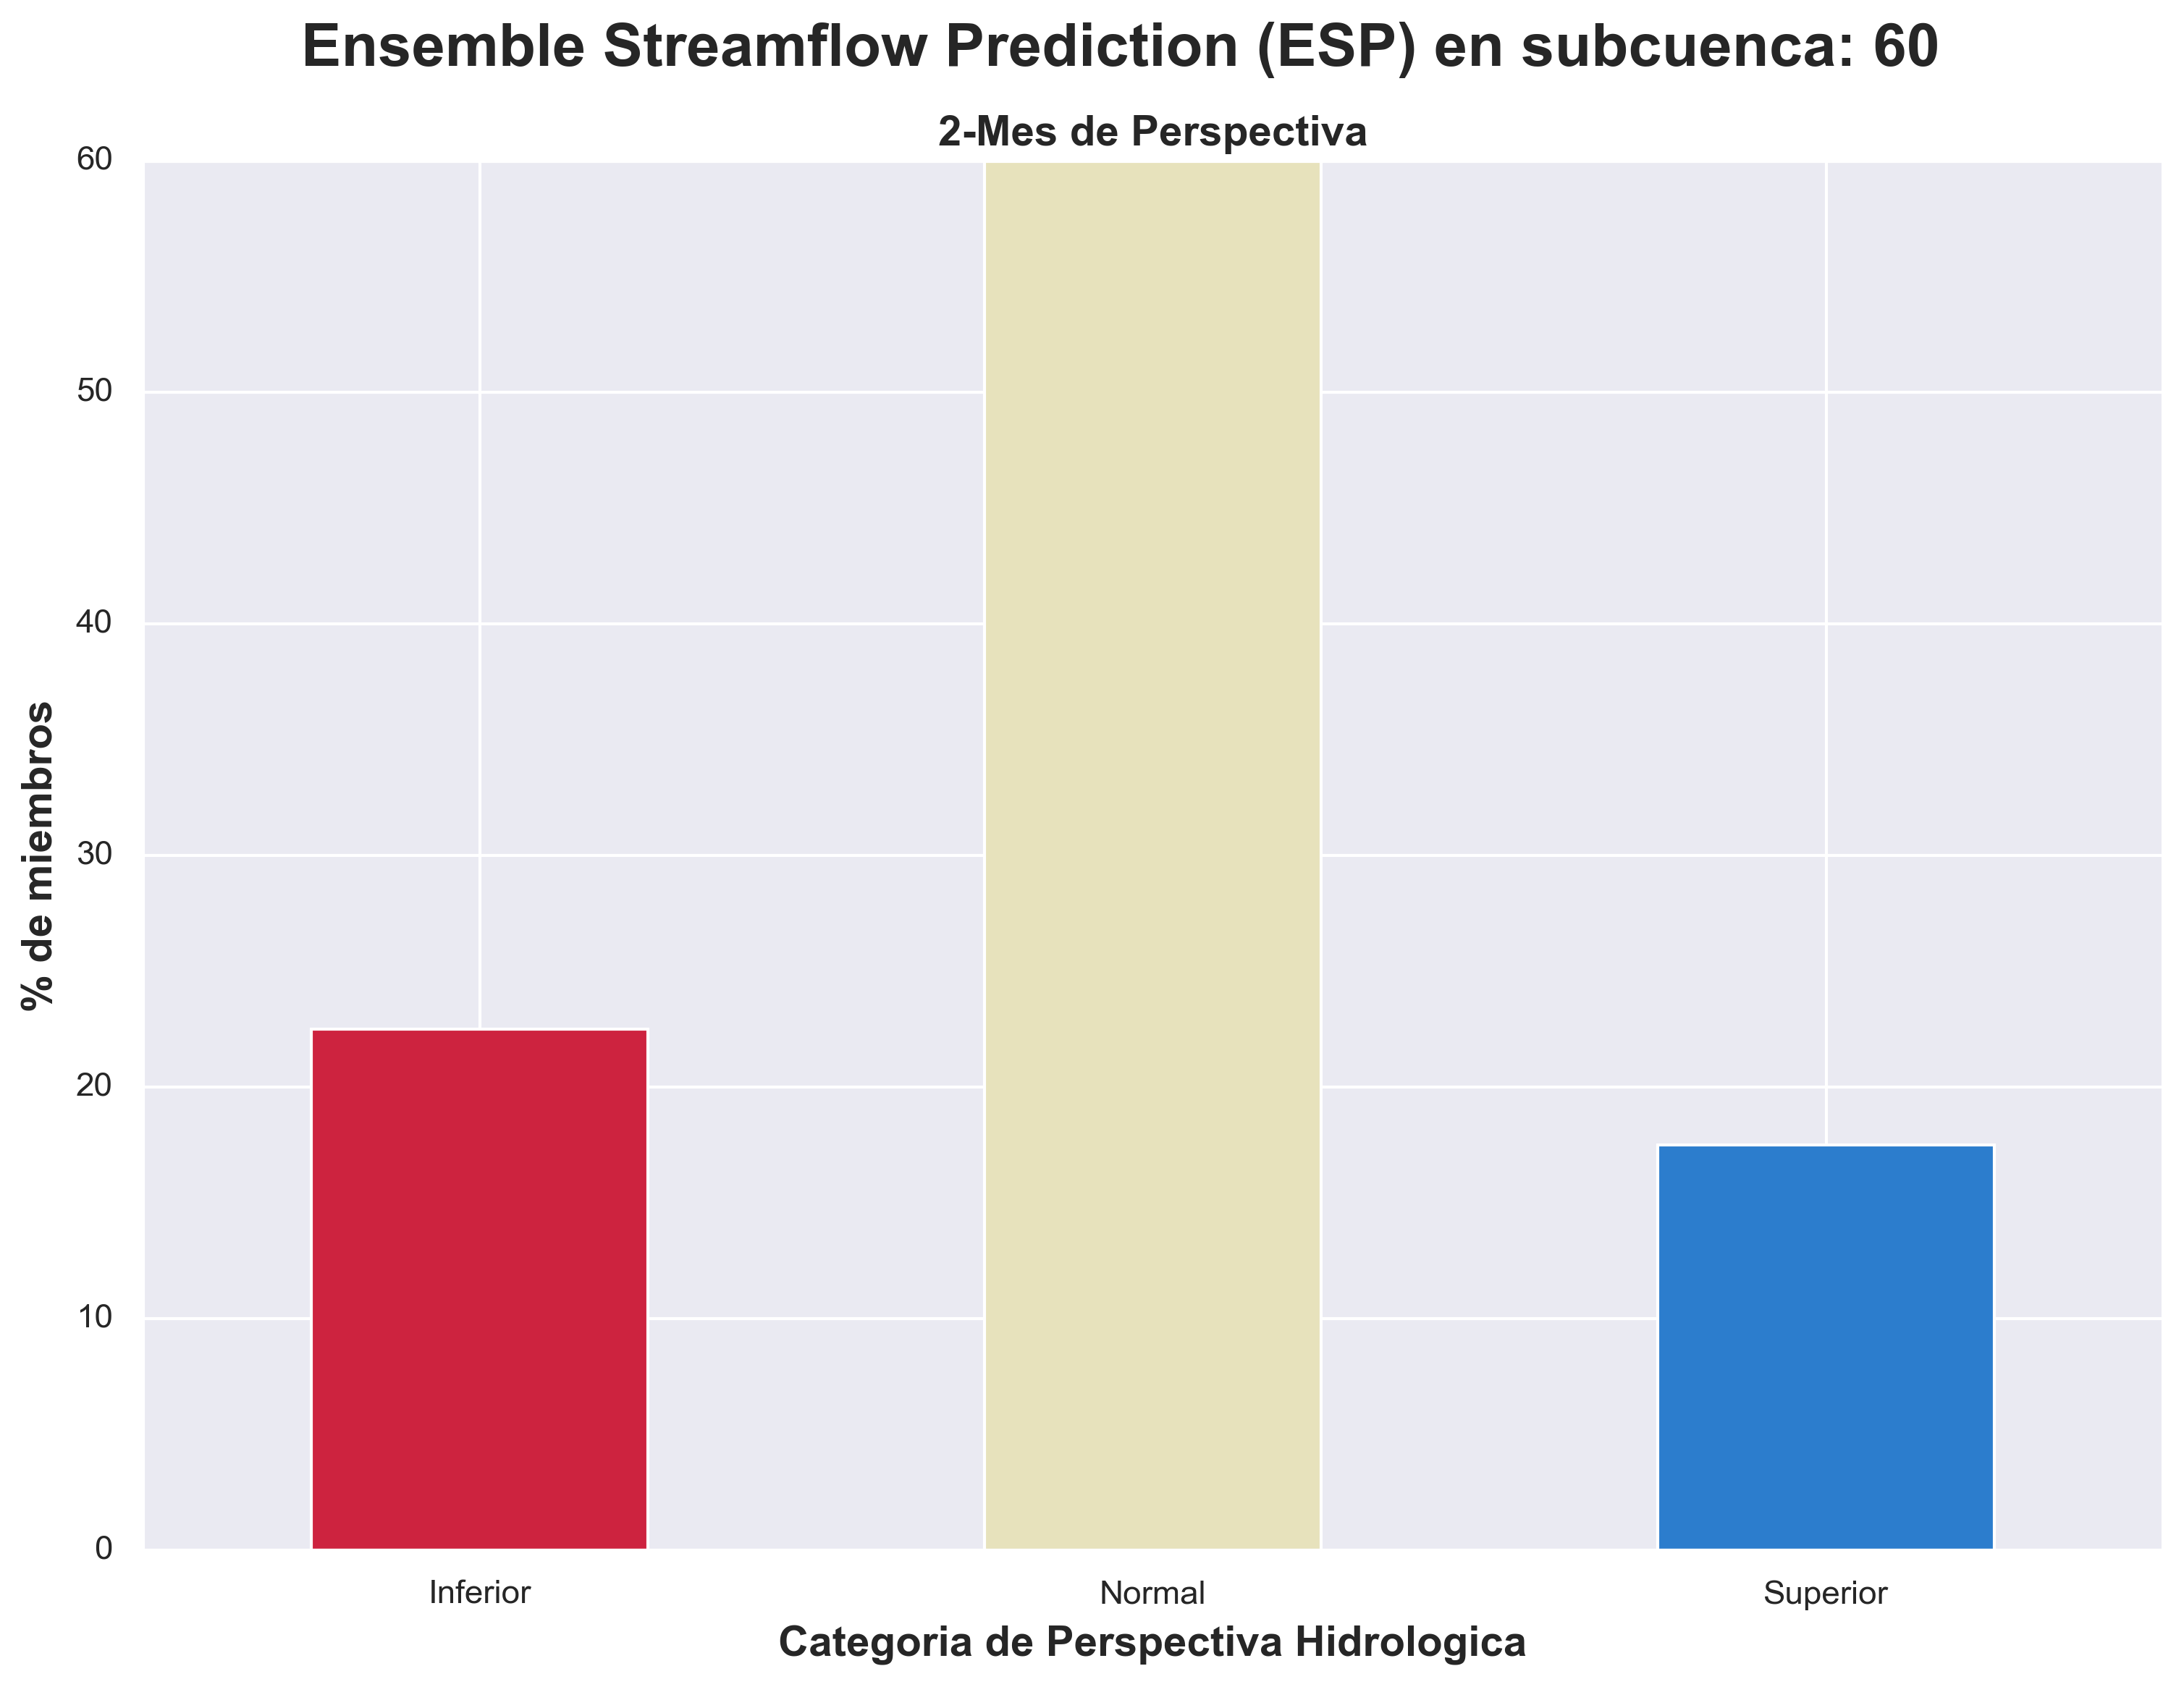 Ensemble Streamflow Prediction (ESP) en subcuenca: 60
2-Mes de Perspectiva
60
50
40
30
20
10
0
% de miembros
Inferior
Normal
Superior
Categoria de Perspectiva Hidrologica